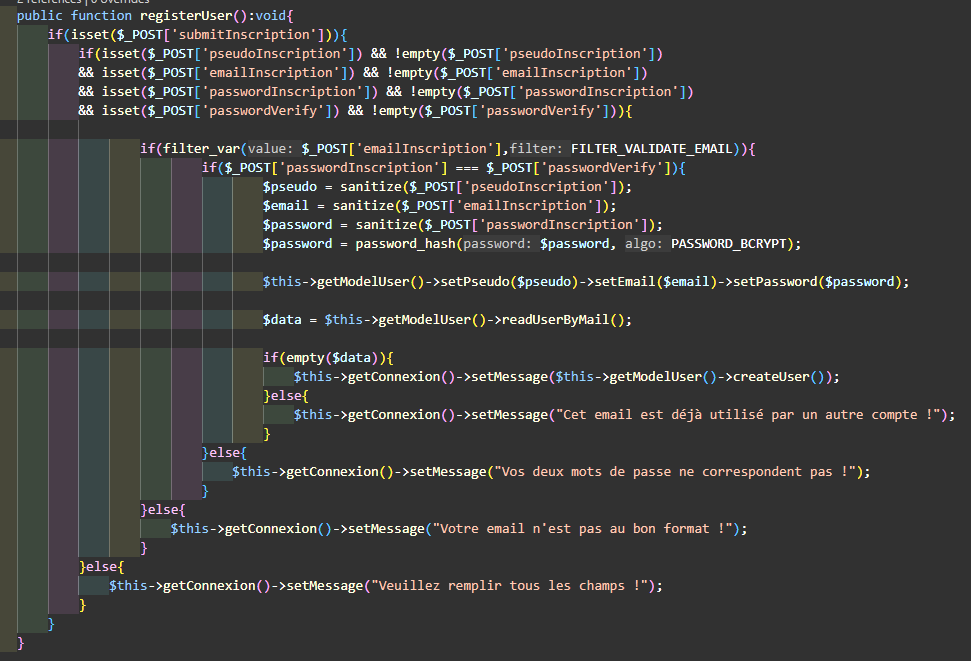 2 references | 0 overrides
public function registerUser():void{
if(isset($_POST['submitInscription'])){
if(isset($_POST['pseudoInscription']) && !empty($_POST['pseudoInscription'])
&& isset($_POST['emailInscription']) && !empty($_POST['emailInscription'])
&& isset($_POST['passwordInscription']) && !empty($_POST['passwordInscription'])
&& isset($_POST['passwordVerify']) && !empty($_POST['passwordVerify'])){
if(filter_var(value: $_POST['emailInscription'],filter: FILTER_VALIDATE_EMAIL)){
if($_POST['passwordInscription'] === $_POST['passwordVerify']){
$pseudo = sanitize($_POST['pseudoInscription']);
$email = sanitize($_POST['emailInscription']);
$password = sanitize($_POST['passwordInscription']);
$password = password_hash(password: $password, algo: PASSWORD_BCRYPT);
$this->getModelUser()->setPseudo($pseudo)->setEmail($email)->setPassword($password);
$data = $this->getModelUser()->readUserByMail();
if(empty($data)){
$this->getConnexion()->setMessage($this->getModelUser()->createUser());
}else{
$this->getConnexion()->setMessage("Cet email est déjà utilisé par un autre compte !");
}
}else{
$this->getConnexion()->setMessage("Vos deux mots de passe ne correspondent pas !");
}
}else{
$this->getConnexion()->setMessage("Votre email n'est pas au bon format !");
}
}else{
$this->getConnexion()->setMessage("Veuillez remplir tous les champs !");
}
}
}